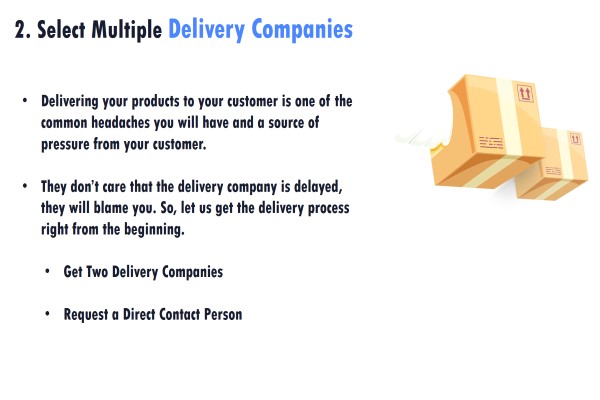 2. Select Multiple Delivery Companies
• Delivering your products to your customer is one of the
common headaches you will have and a source of
pressure from your customer.
• They don't care that the delivery company is delayed,
they will blame you. So, let us get the delivery process
right from the beginning.
• Get Two Delivery Companies
• Request a Direct Contact Person